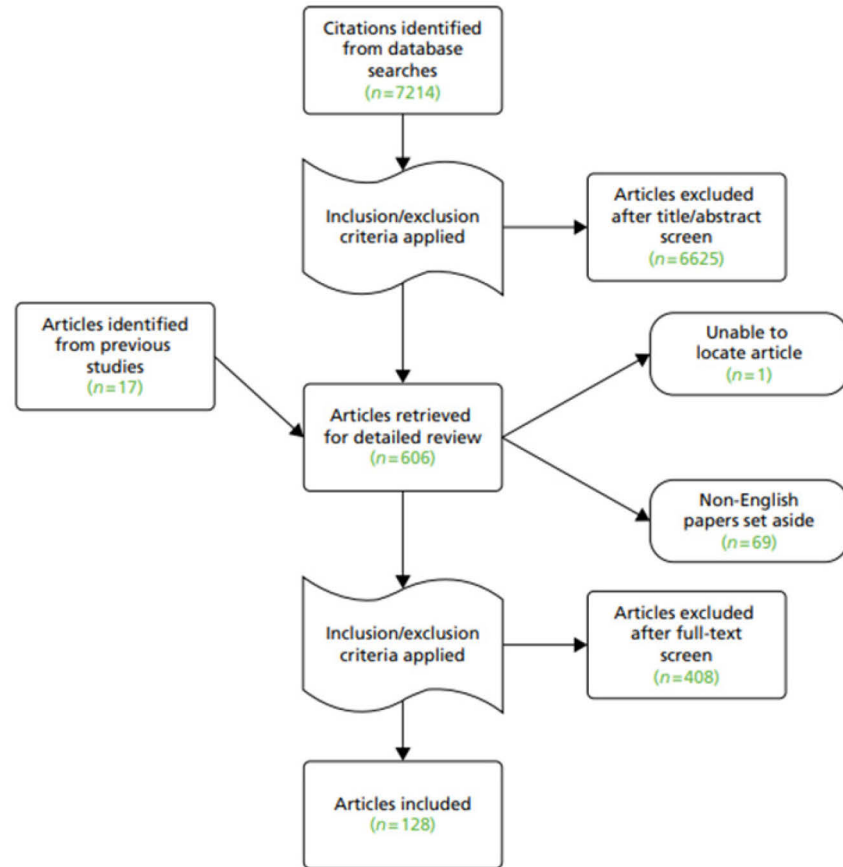 Citations identified
from database
searches
(n=7214)
Inclusion/exclusion
criteria applied
Articles excluded
after title/abstract
screen
(n=6625)
Articles identified
from previous
studies
(n=17)
Articles retrieved
for detailed review
(n=606)
Unable to
locate article
(n=1)
Non-English
papers set aside
(n=69)
Inclusion/exclusion
criteria applied
Articles excluded
after full-text
screen
(n=408)
Articles included
(n=128)